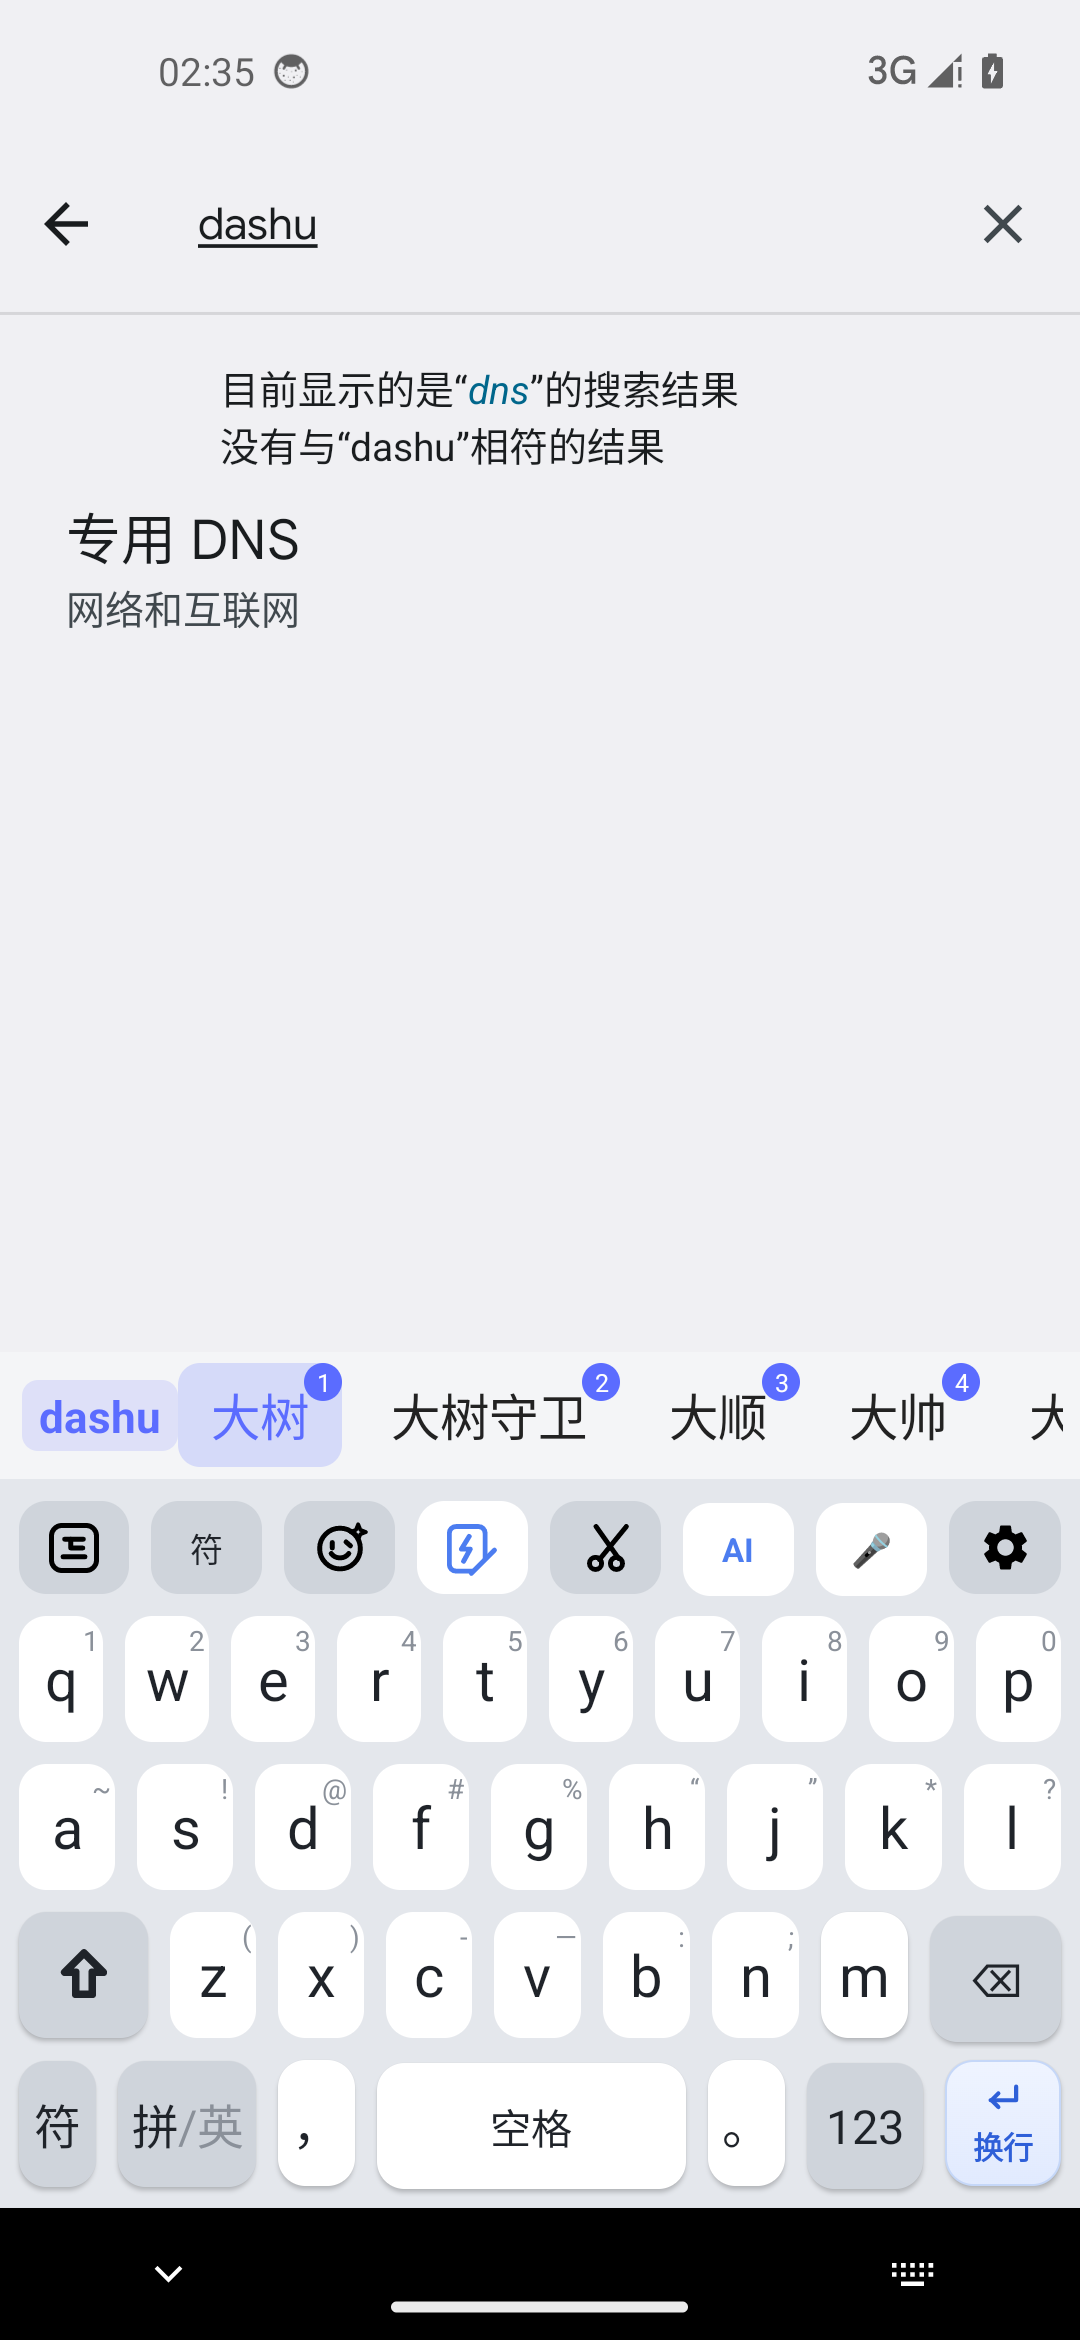 02:35 3G
dashu
目前显示的是“dns”的搜索结果
没有与“dashu”相符的结果
专用 DNS
网络和互联网
dashu 大树 1 大树守卫 2 大顺 3 大帅 4 大
符 AI
q 1 w 2 e 3 r 4 t 5 y 6 u 7 i 8 o 9 p 0
a ~ s ! d @ f # g % h “ j ” k * l ?
z ( x ) c - v — b : n ; m
符 拼/英 ， 空格 。 123 换行